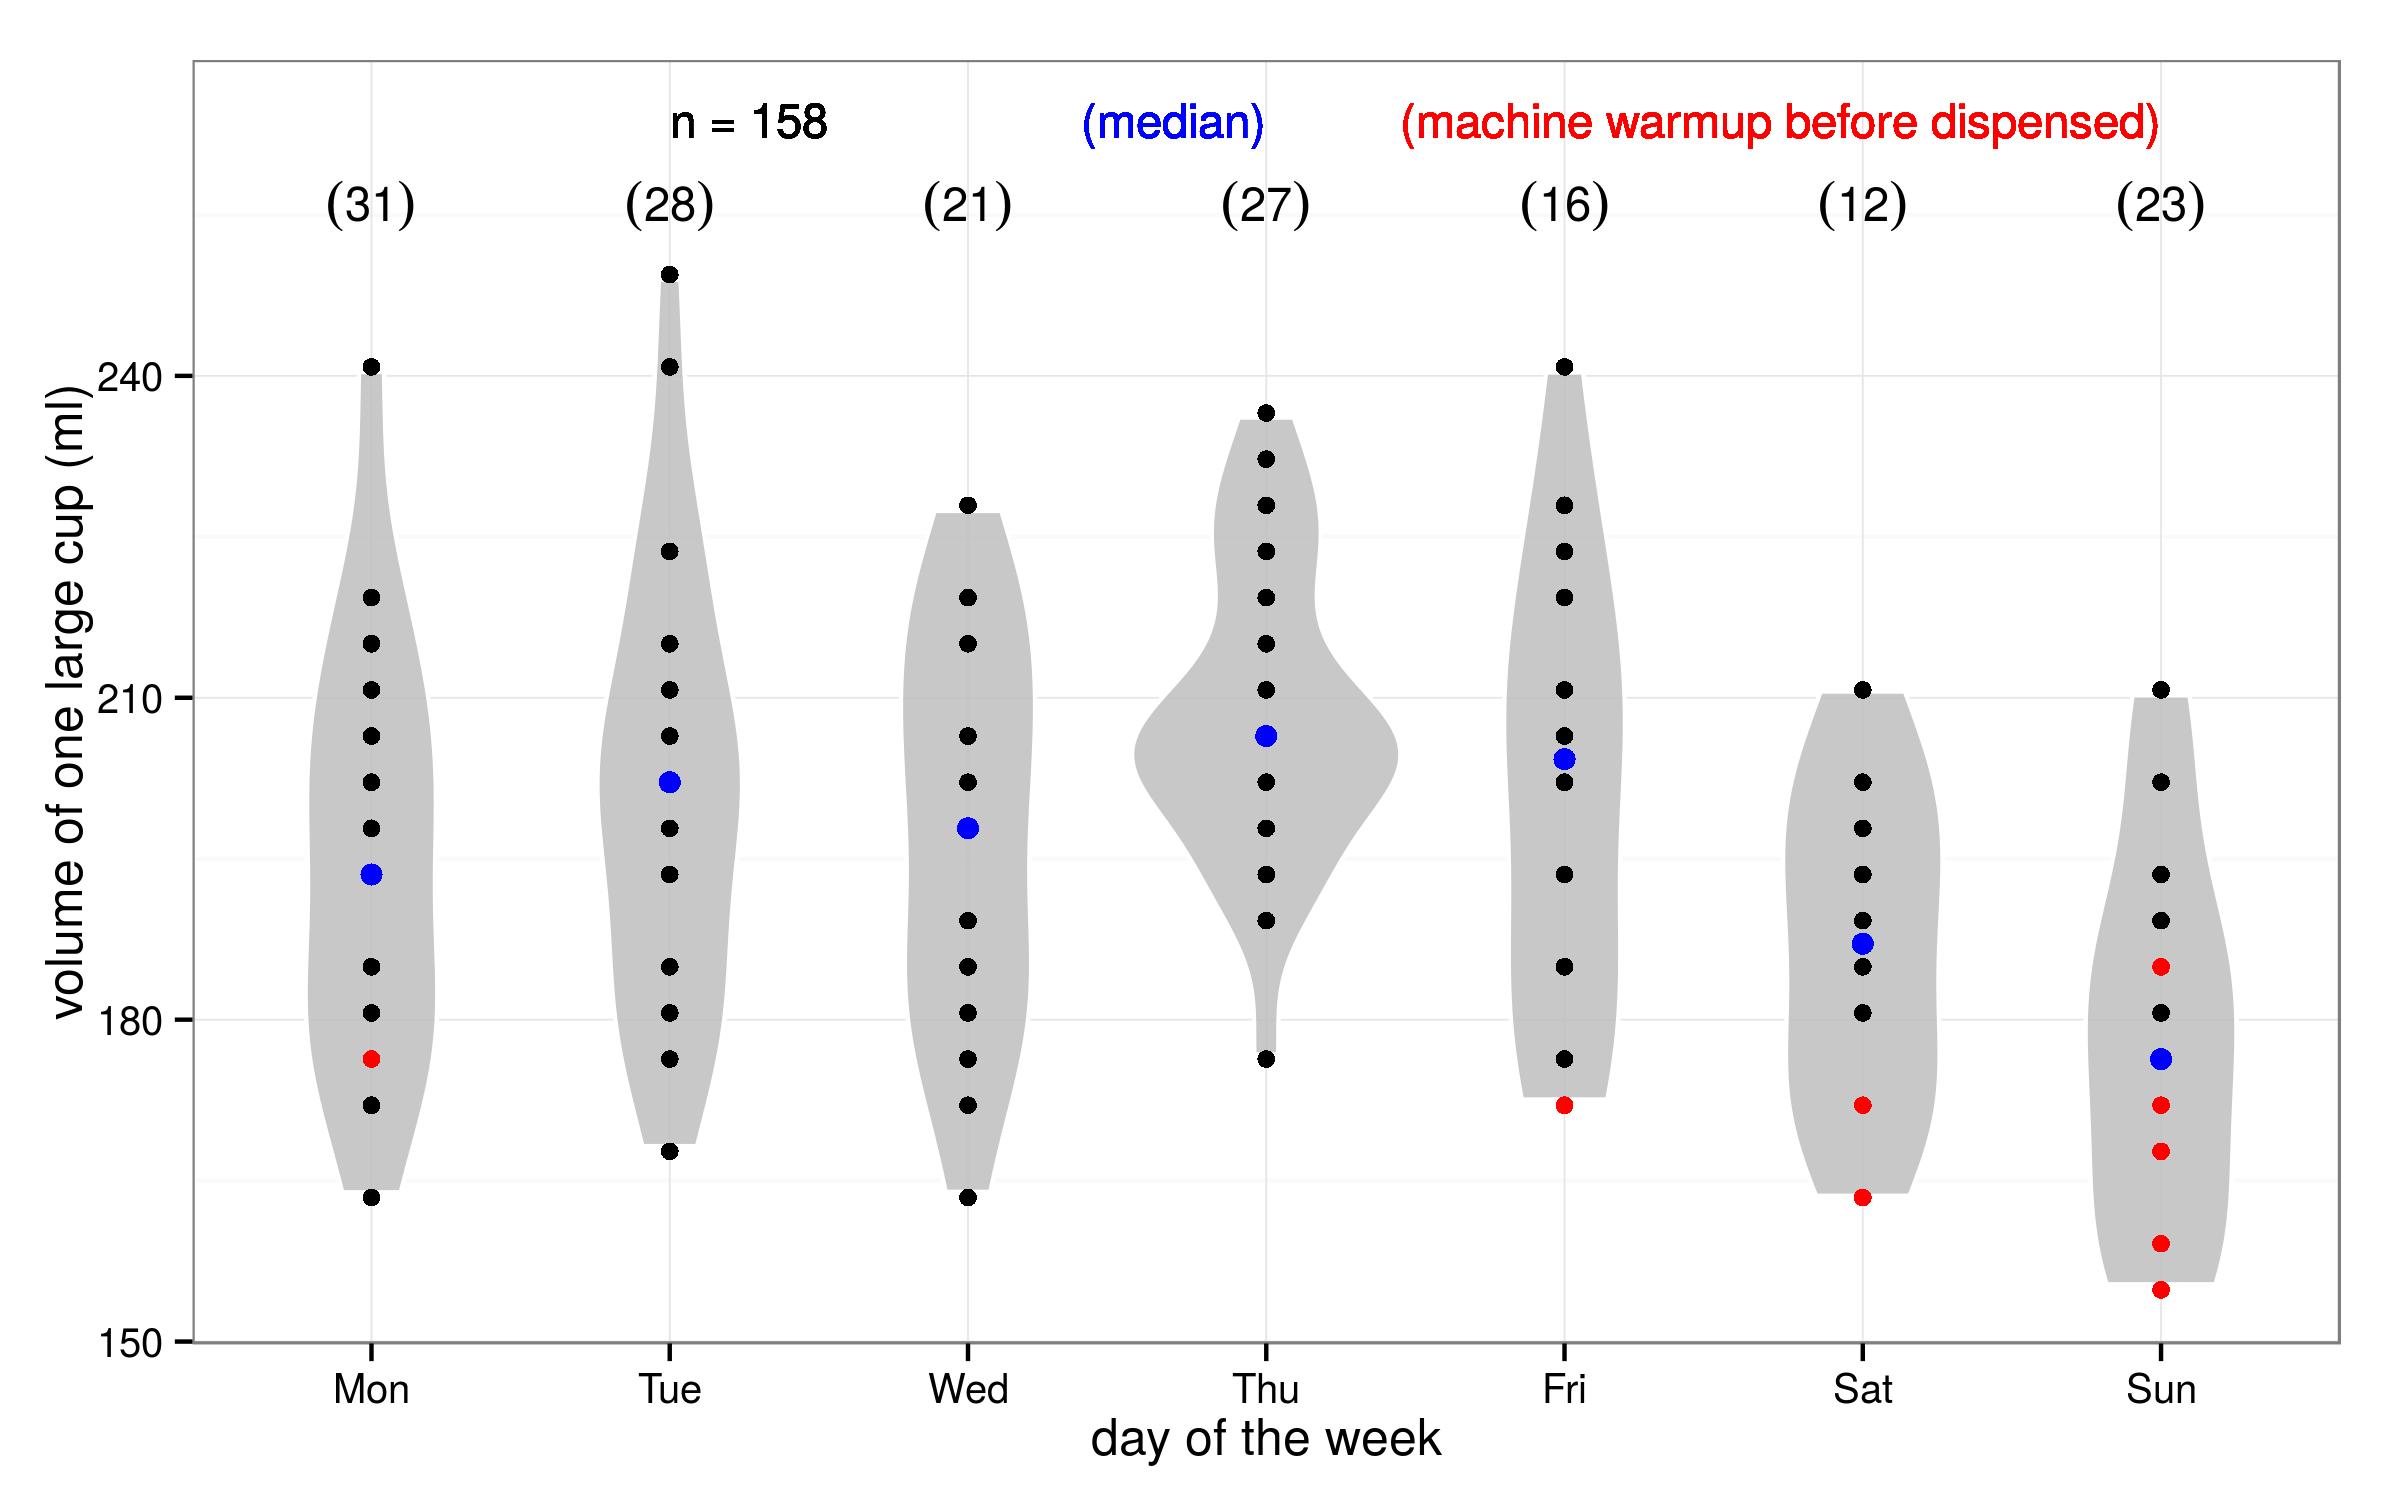 n = 158 (median) (machine warmup before dispensed)
(31) (28) (21) (27) (16) (12) (23)
volume of one large cup (ml)
240
210
180
150
Mon Tue Wed Thu Fri Sat Sun
day of the week